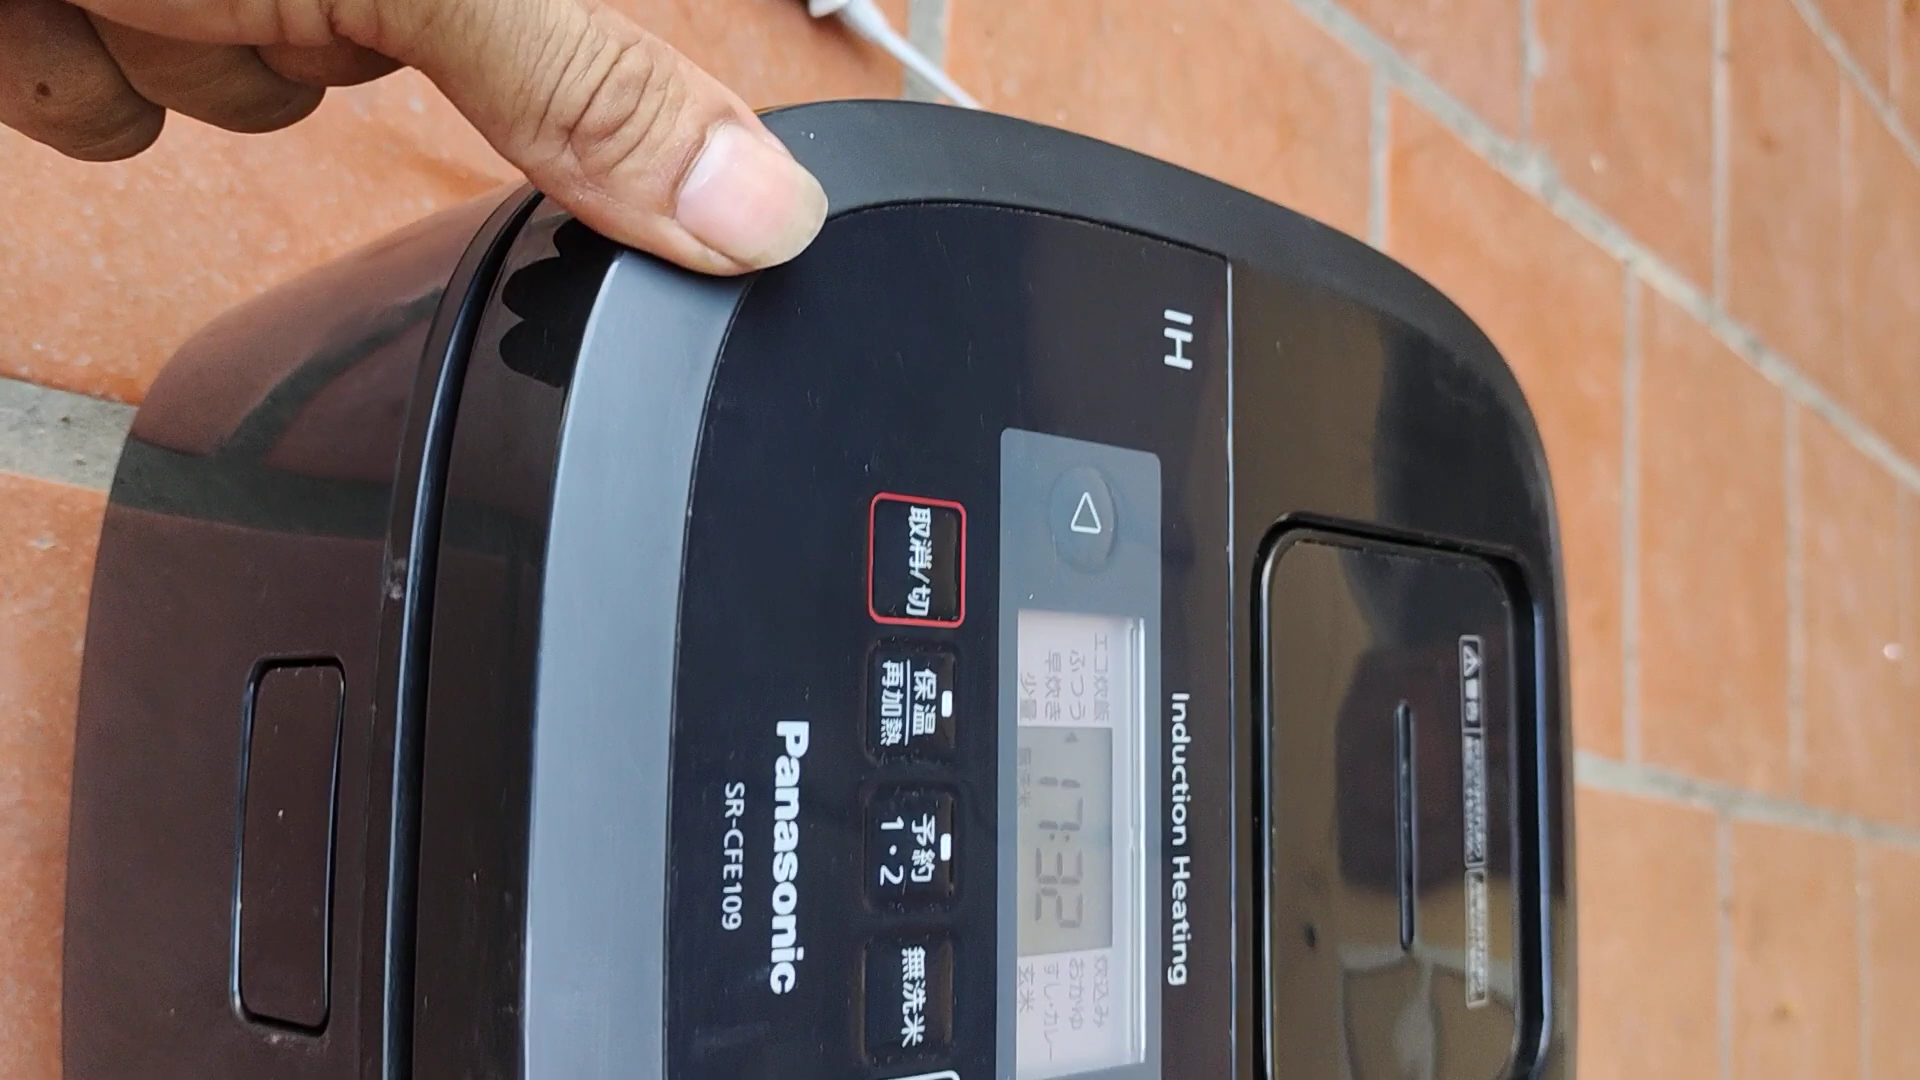 IH
Induction Heating
エコ炊飯
ふつう
早炊き
少量
17:32
炊込み
おかゆ
すし・カレー
玄米
取消/切
保温
再加熱
予約
1・2
無洗米
Panasonic
SR-CFE109